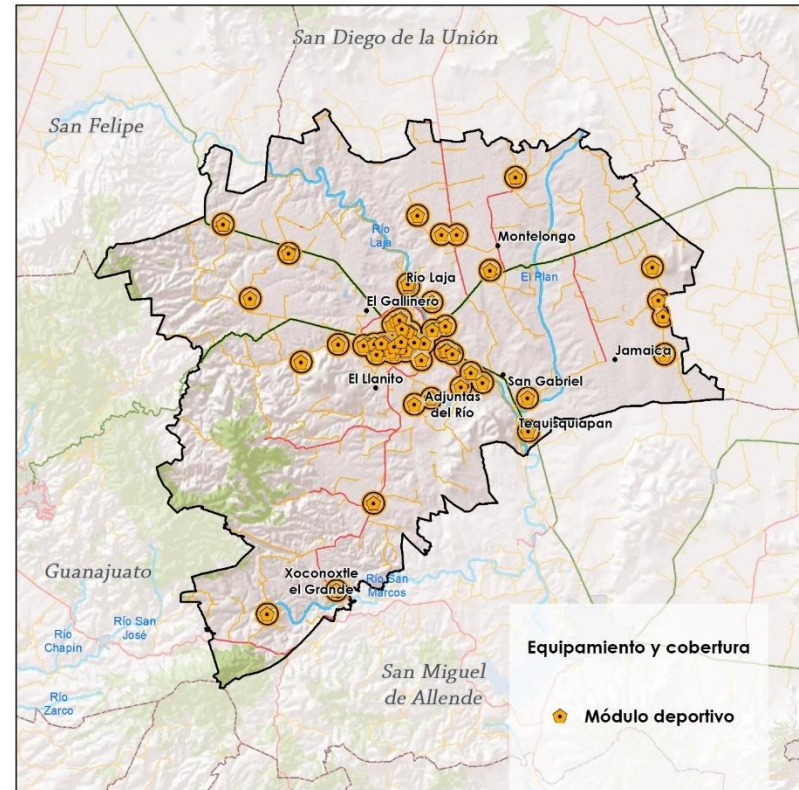 San Diego de la Unión
San Felipe
Río
Laja
Montelongo
El Plan
Río Laja
El Gallinero
Jamaica
El Llanito
San Gabriel
Adjuntas
del Río
Tequisquiapan
Guanajuato
Xoconoxtle
el Grande
Río San
Marcos
Río San
José
Río
Chapín
Río
Zarco
San Miguel
de Allende
Equipamiento y cobertura
Módulo deportivo